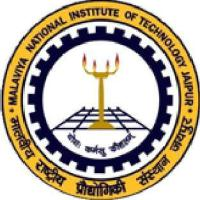 MALAVIYA NATIONAL INSTITUTE OF TECHNOLOGY JAIPUR
योगः कर्मसु कौशलम्
मालवीय राष्ट्रीय प्रौद्योगिकी संस्थान जयपुर